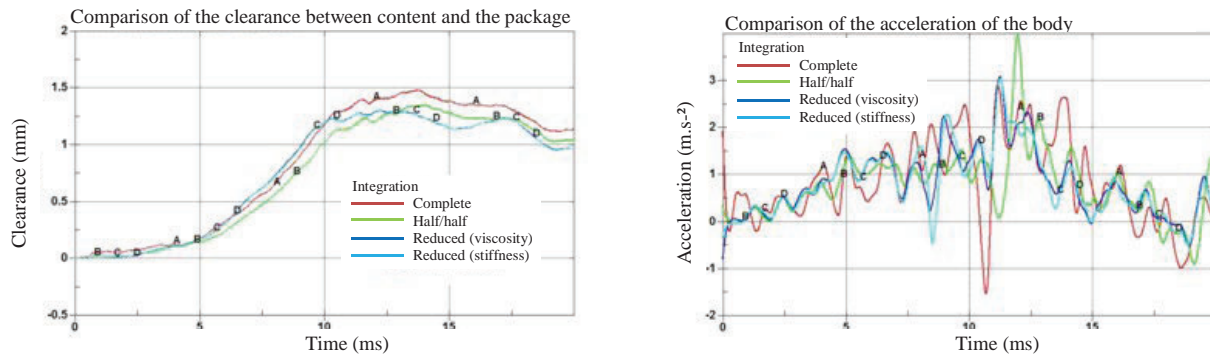 Comparison of the clearance between content and the package
2
1.5
1
0.5
0
-0.5
Clearance (mm)
0
5
10
15
Time (ms)
Integration
Complete
Half/half
Reduced (viscosity)
Reduced (stiffness)
B C D A B C D A B C D A B C D A B C D
Comparison of the acceleration of the body
Integration
Complete
Half/half
Reduced (viscosity)
Reduced (stiffness)
3
2
1
0
-1
-2
Acceleration (m.s-2)
0
5
10
15
Time (ms)
B C D A B C D A B C D A B C D A B C D